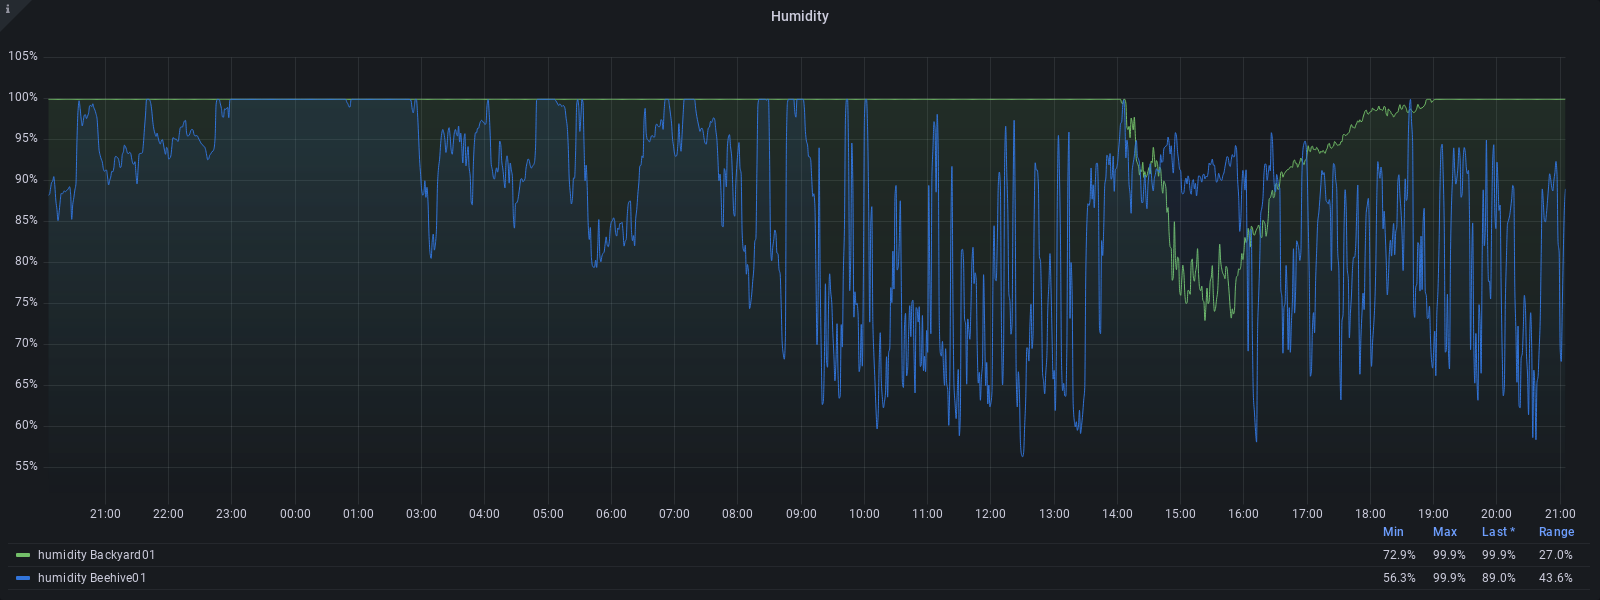 i
Humidity
105%
100%
95%
90%
85%
80%
75%
70%
65%
60%
55%
21:00 22:00 23:00 00:00 01:00 02:00 03:00 04:00 05:00 06:00 07:00 08:00 09:00 10:00 11:00 12:00 13:00 14:00 15:00 16:00 17:00 18:00 19:00 20:00 21:00
Min Max Last * Range
humidity Backyard01 72.9% 99.9% 99.9% 27.0%
humidity Beehive01 56.3% 99.9% 89.0% 43.6%